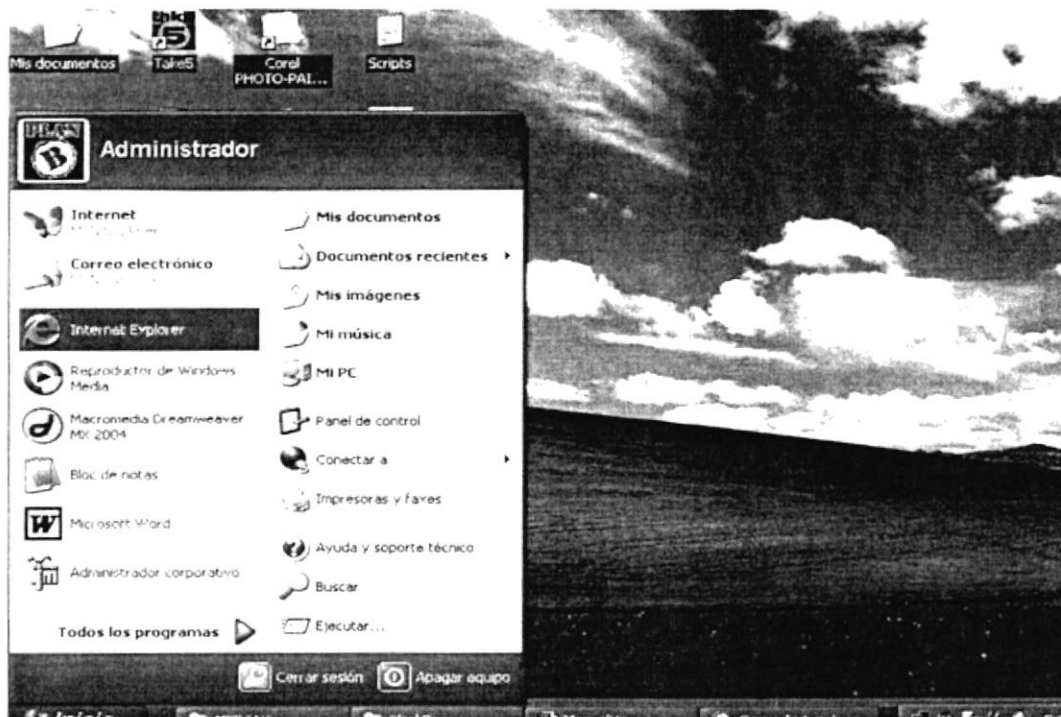 Mis documentos
Take5
Corel
PHOTO-PAI...
Scripts
PLAN
B
Administrador
Internet
Correo electrónico
Internet Explorer
Reproductor de Windows
Media
Macromedia Dreamweaver
MX 2004
Bloc de notas
Microsoft Word
Administrador corporativo
Todos los programas
Mis documentos
Documentos recientes
Mis imágenes
Mi música
Mi PC
Panel de control
Conectar a
Impresoras y faxes
Ayuda y soporte técnico
Buscar
Ejecutar...
Cerrar sesión
Apagar equipo
Inicio